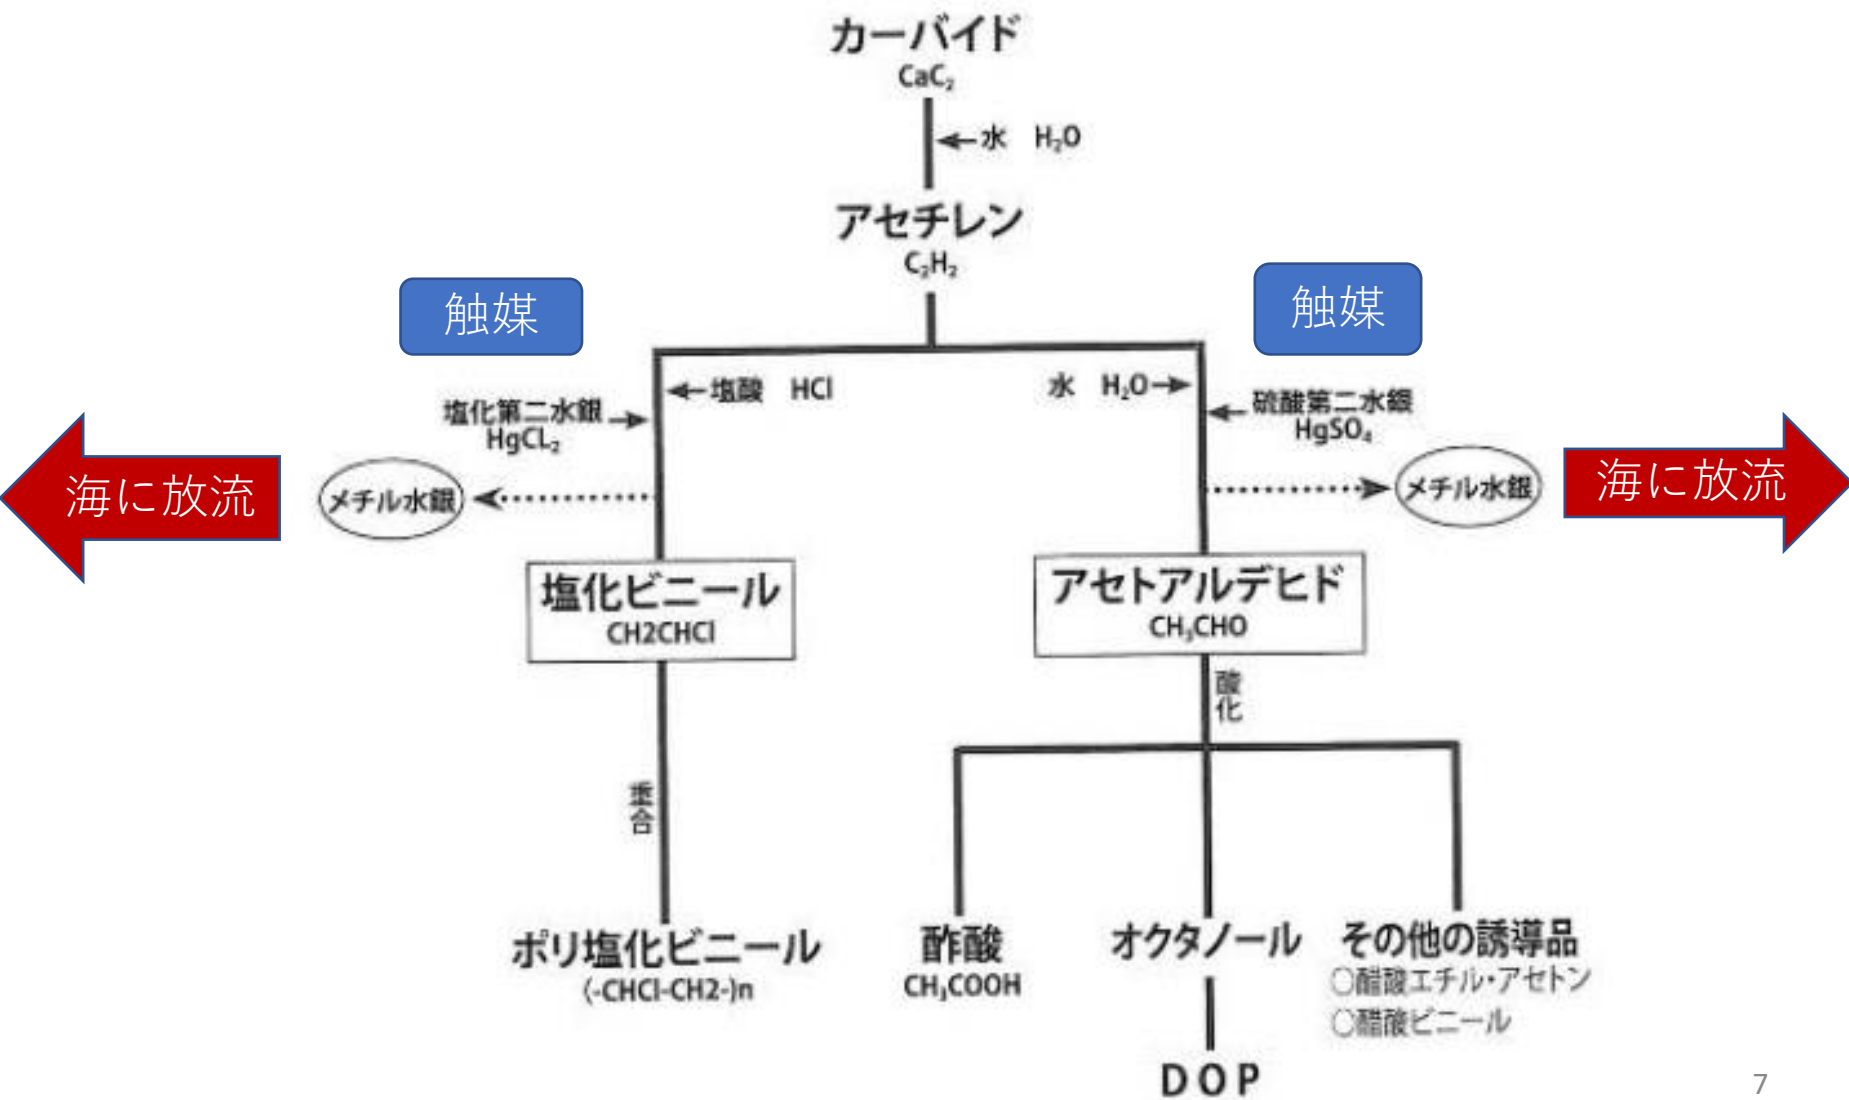 カーバイド
CaC₂
水 H₂O
アセチレン
C₂H₂
触媒
触媒
塩酸 HCl
水 H₂O
塩化第二水銀
HgCL₂
硫酸第二水銀
HgSO₄
海に放流
メチル水銀
メチル水銀
海に放流
塩化ビニール
CH2CHCl
アセトアルデヒド
CH₃CHO
酸化
重合
ポリ塩化ビニール
(-CHCl-CH2-)n
酢酸
CH₃COOH
オクタノール
その他の誘導品
○醋酸エチル・アセトン
○醋酸ビニール
DOP
7